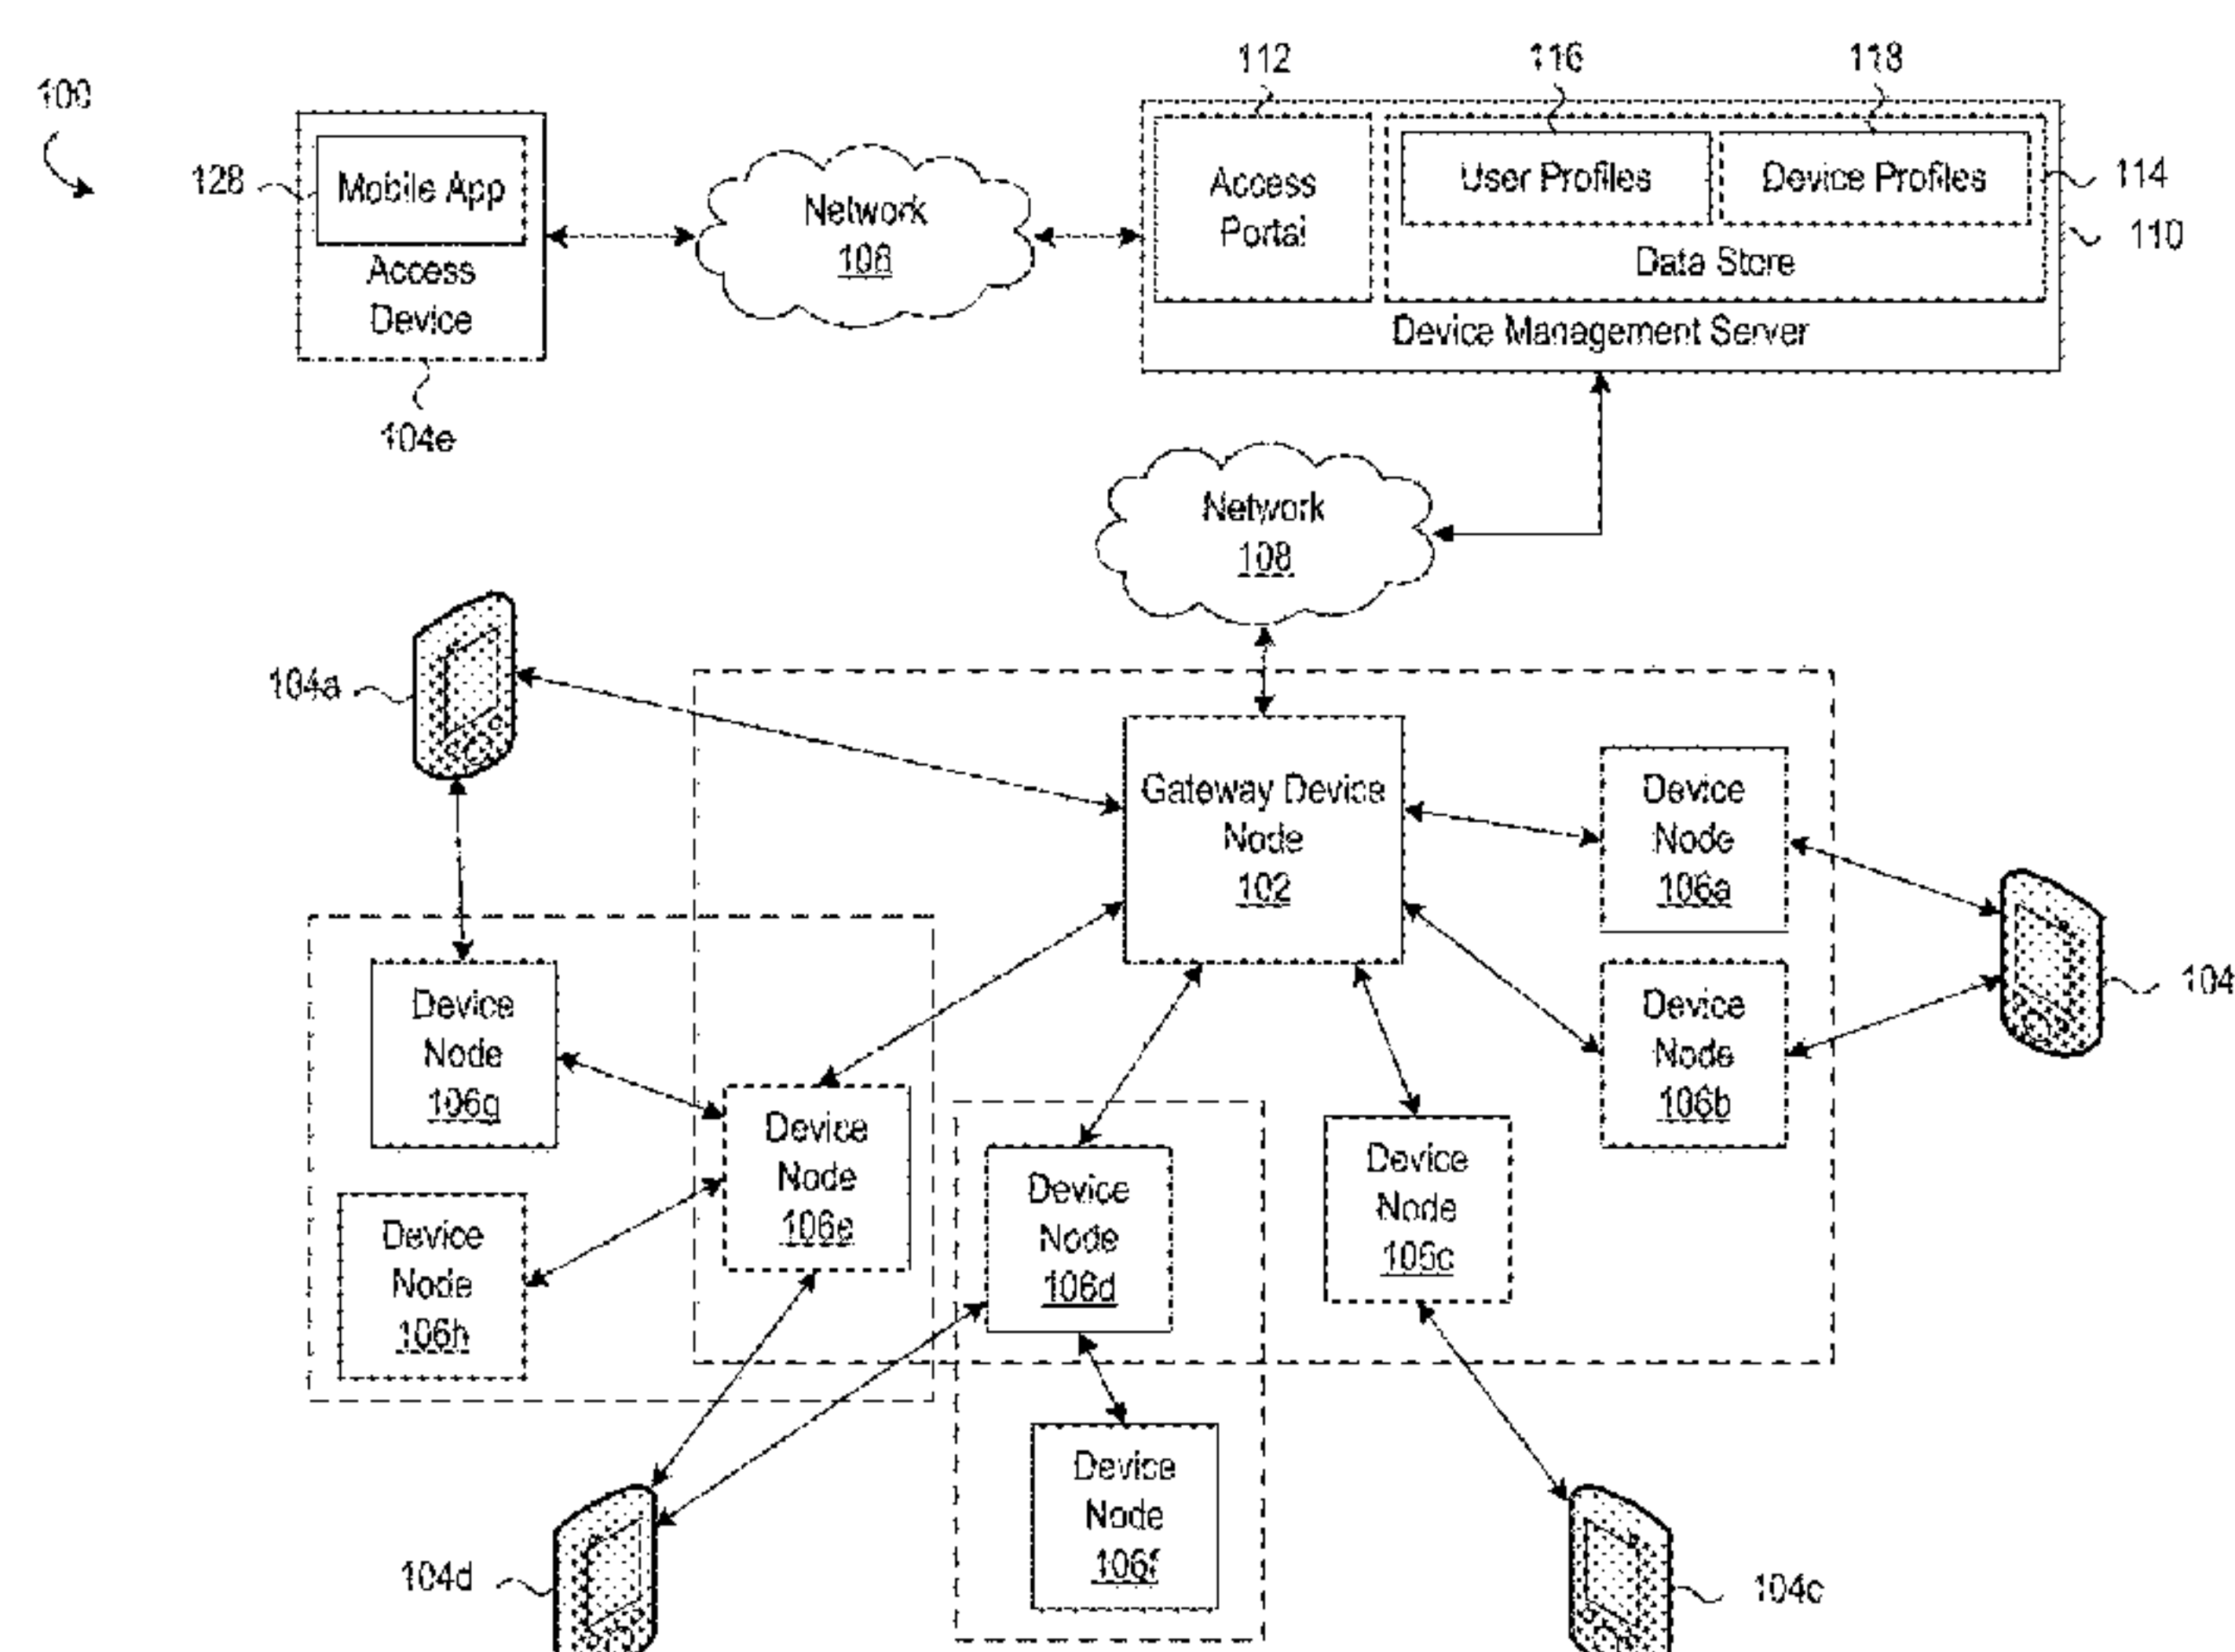 100
112
116
118
128
Mobile App
Access
Device
104e
Network
108
Access
Portal
User Profiles
Device Profiles
Data Store
Device Management Server
114
110
Network
108
104a
Gateway Device
Node
102
Device
Node
106a
Device
Node
106b
104
Device
Node
106g
Device
Node
106h
Device
Node
106e
Device
Node
106d
Device
Node
106c
Device
Node
106f
104d
104c